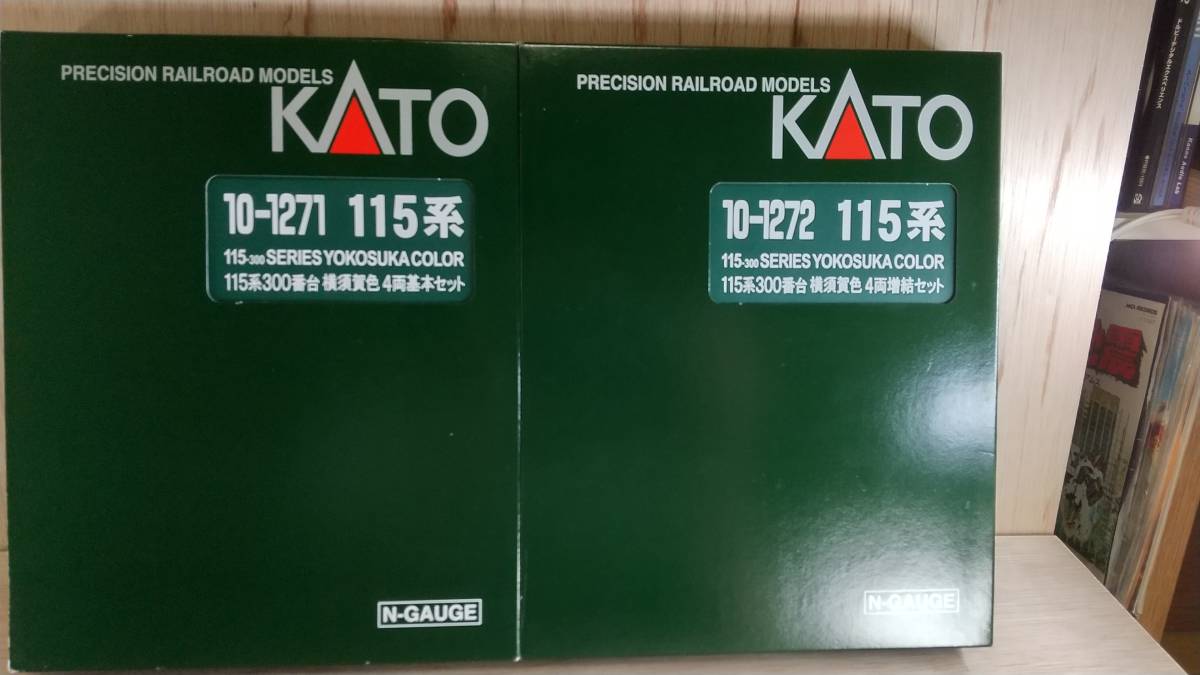 PRECISION RAILROAD MODELS
KATO
10-1271 115系
115-300 SERIES YOKOSUKA COLOR
115系300番台 横須賀色 4両基本セット
N-GAUGE
PRECISION RAILROAD MODELS
KATO
10-1272 115系
115-300 SERIES YOKOSUKA COLOR
115系300番台 横須賀色 4両増結セット
N-GAUGE